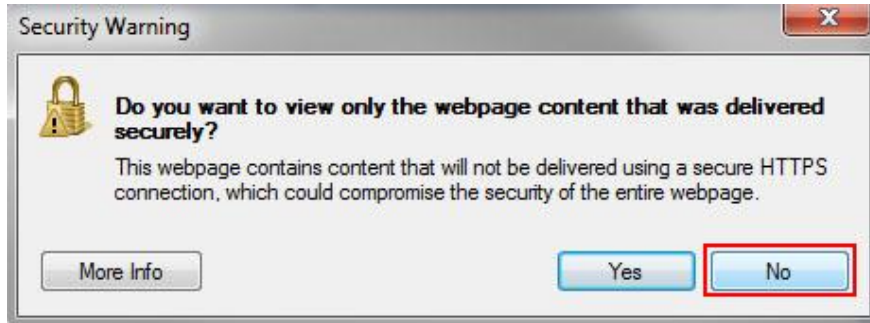 Security Warning
Do you want to view only the webpage content that was delivered
securely?
This webpage contains content that will not be delivered using a secure HTTPS
connection, which could compromise the security of the entire webpage.
More Info
Yes
No